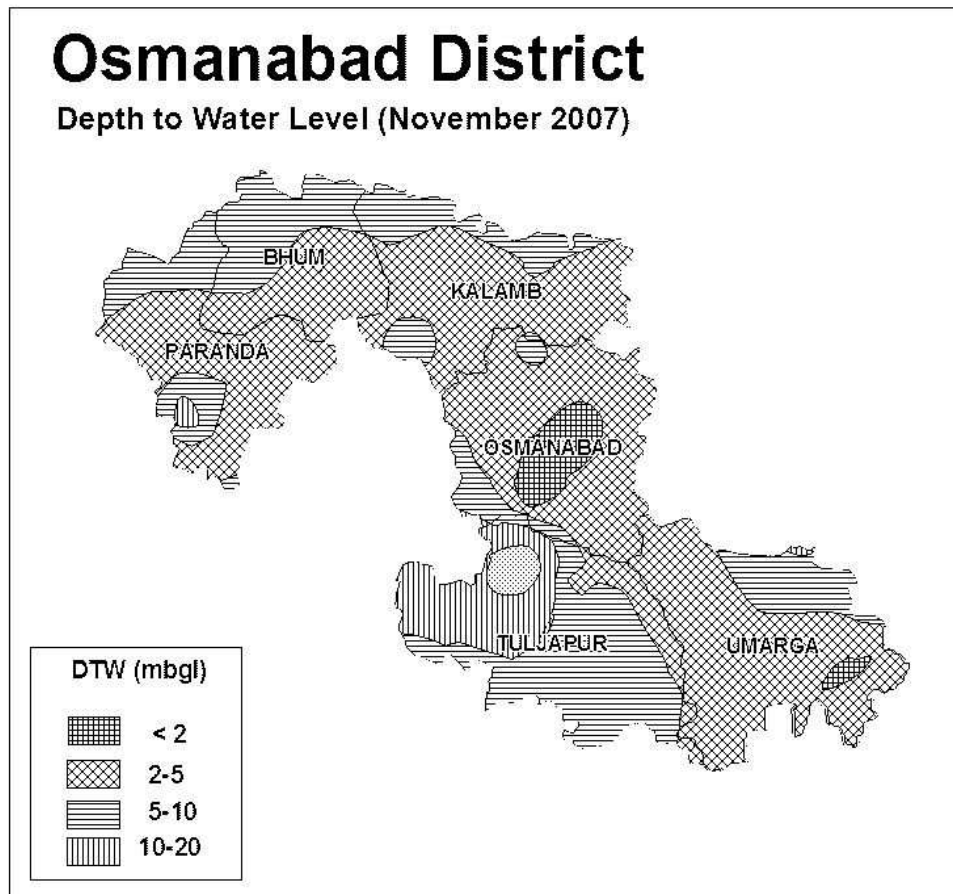 Osmanabad District
Depth to Water Level (November 2007)
BHUM
KALAMB
PARANDA
OSMANABAD
TULJAPUR
UMARGA
DTW (mbgl)
< 2
2-5
5-10
10-20